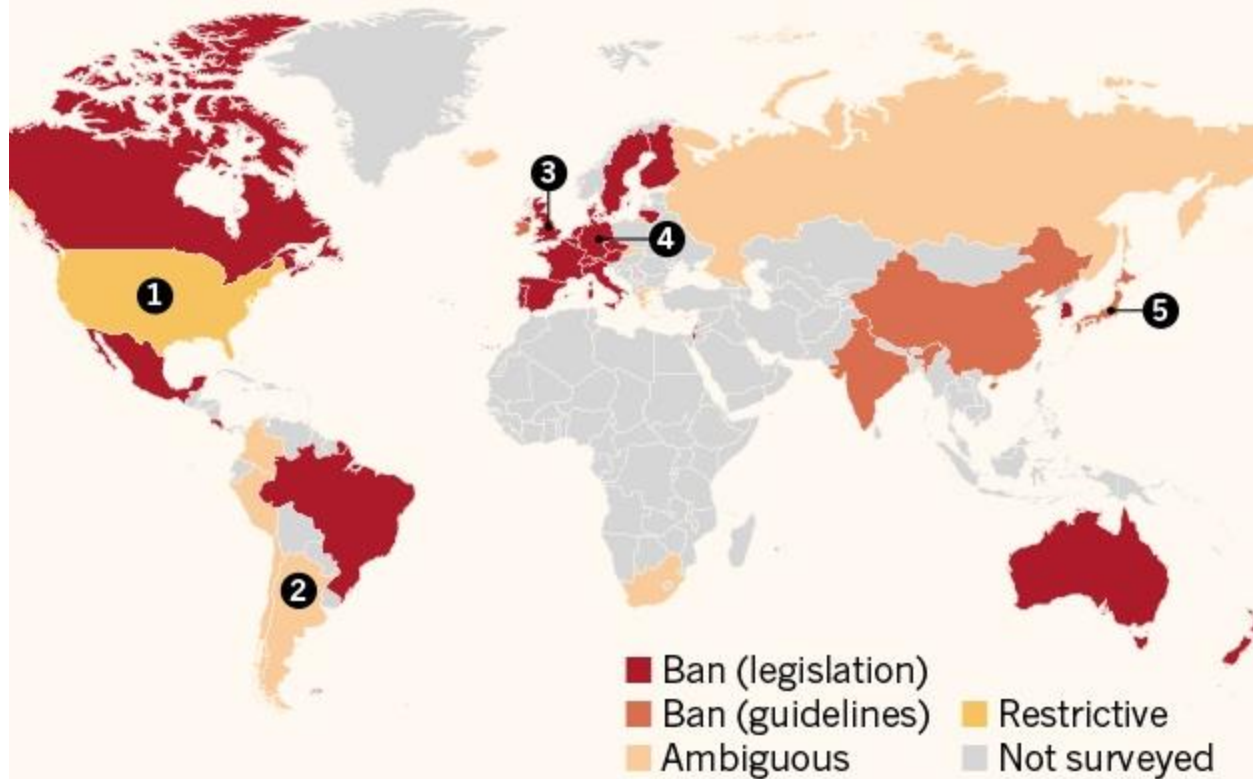 3
4
1
5
2
Ban (legislation)
Ban (guidelines)
Restrictive
Ambiguous
Not surveyed